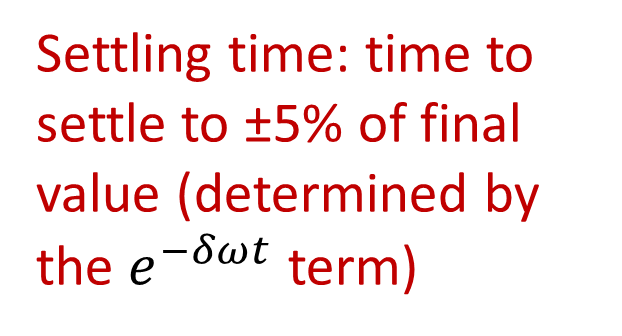 Settling time: time to
settle to ±5% of final
value (determined by
the e^{−δωt} term)